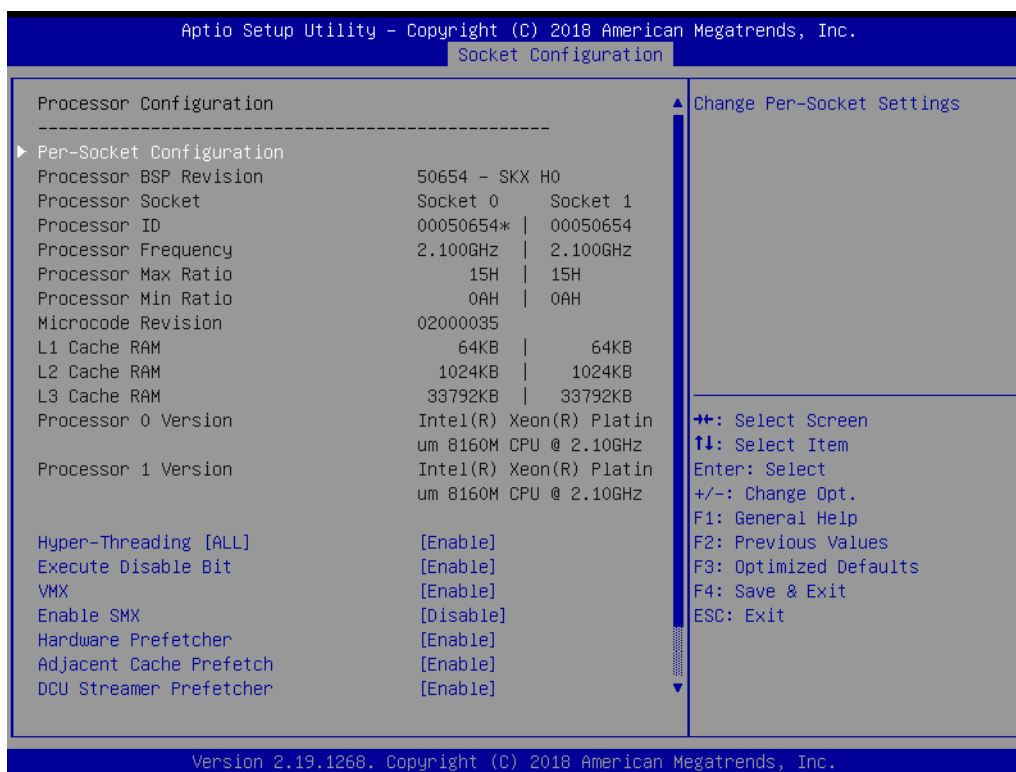 Aptio Setup Utility – Copyright (C) 2018 American Megatrends, Inc.
Socket Configuration
Processor Configuration
--------------------------------------------------
Per-Socket Configuration
Processor BSP Revision 50654 - SKX H0
Processor Socket Socket 0 Socket 1
Processor ID 00050654* | 00050654
Processor Frequency 2.100GHz | 2.100GHz
Processor Max Ratio 15H | 15H
Processor Min Ratio 0AH | 0AH
Microcode Revision 02000035
L1 Cache RAM 64KB | 64KB
L2 Cache RAM 1024KB | 1024KB
L3 Cache RAM 33792KB | 33792KB
Processor 0 Version Intel(R) Xeon(R) Platin
um 8160M CPU @ 2.10GHz
Processor 1 Version Intel(R) Xeon(R) Platin
um 8160M CPU @ 2.10GHz
Hyper-Threading [ALL] [Enable]
Execute Disable Bit [Enable]
VMX [Enable]
Enable SMX [Disable]
Hardware Prefetcher [Enable]
Adjacent Cache Prefetch [Enable]
DCU Streamer Prefetcher [Enable]
Change Per-Socket Settings
→←: Select Screen
↑↓: Select Item
Enter: Select
+/-: Change Opt.
F1: General Help
F2: Previous Values
F3: Optimized Defaults
F4: Save & Exit
ESC: Exit
Version 2.19.1268. Copyright (C) 2018 American Megatrends, Inc.